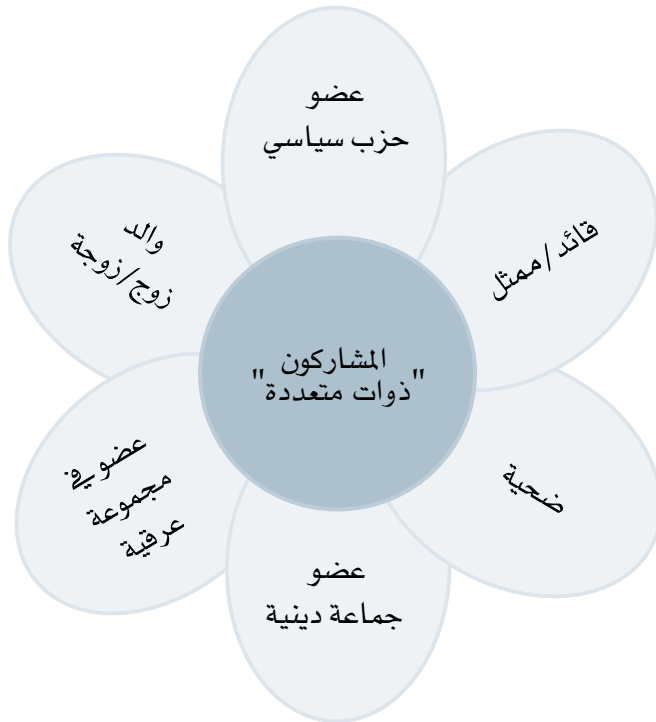 عضو
حزب سياسي
قائد/ممثل
والد
زوج/زوجة
المشاركون
"ذوات متعددة"
عضو في
مجموعة
عرقية
ضحية
عضو
جماعة دينية